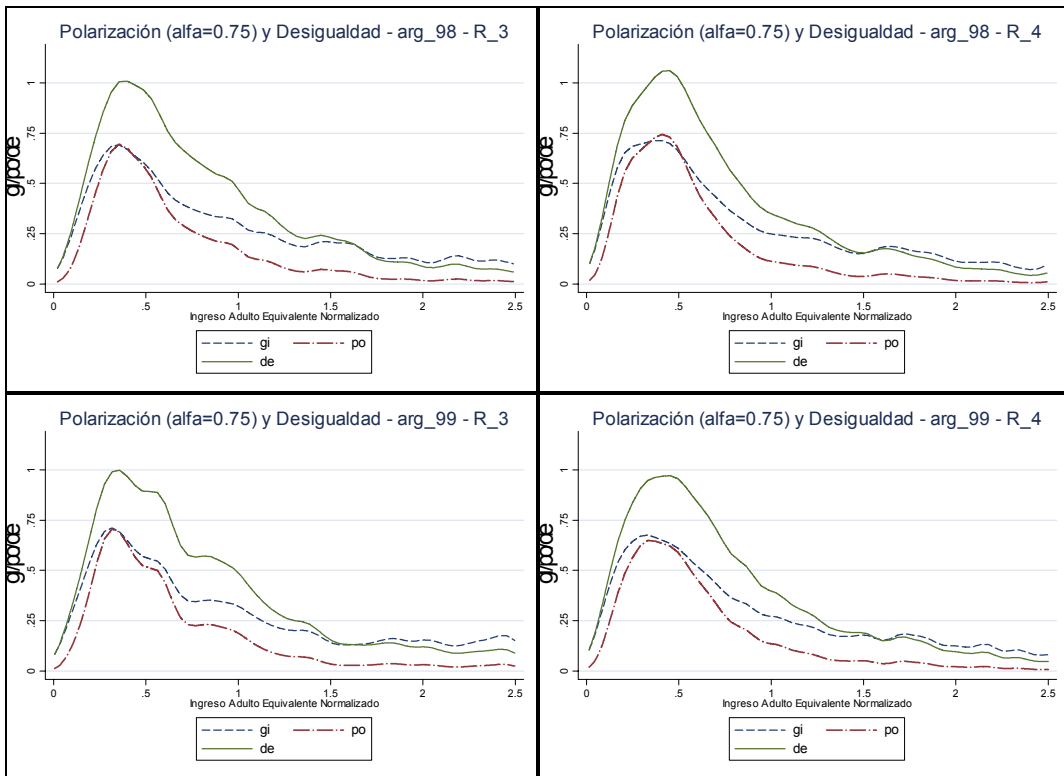 Polarización (alfa=0.75) y Desigualdad - arg_98 - R_3
g/po/de
1
.75
.5
.25
0
0 .5 1 1.5 2 2.5
Ingreso Adulto Equivalente Normalizado
gi po
de
Polarización (alfa=0.75) y Desigualdad - arg_98 - R_4
g/po/de
1
.75
.5
.25
0
0 .5 1 1.5 2 2.5
Ingreso Adulto Equivalente Normalizado
gi po
de
Polarización (alfa=0.75) y Desigualdad - arg_99 - R_3
g/po/de
1
.75
.5
.25
0
0 .5 1 1.5 2 2.5
Ingreso Adulto Equivalente Normalizado
gi po
de
Polarización (alfa=0.75) y Desigualdad - arg_99 - R_4
g/po/de
1
.75
.5
.25
0
0 .5 1 1.5 2 2.5
Ingreso Adulto Equivalente Normalizado
gi po
de